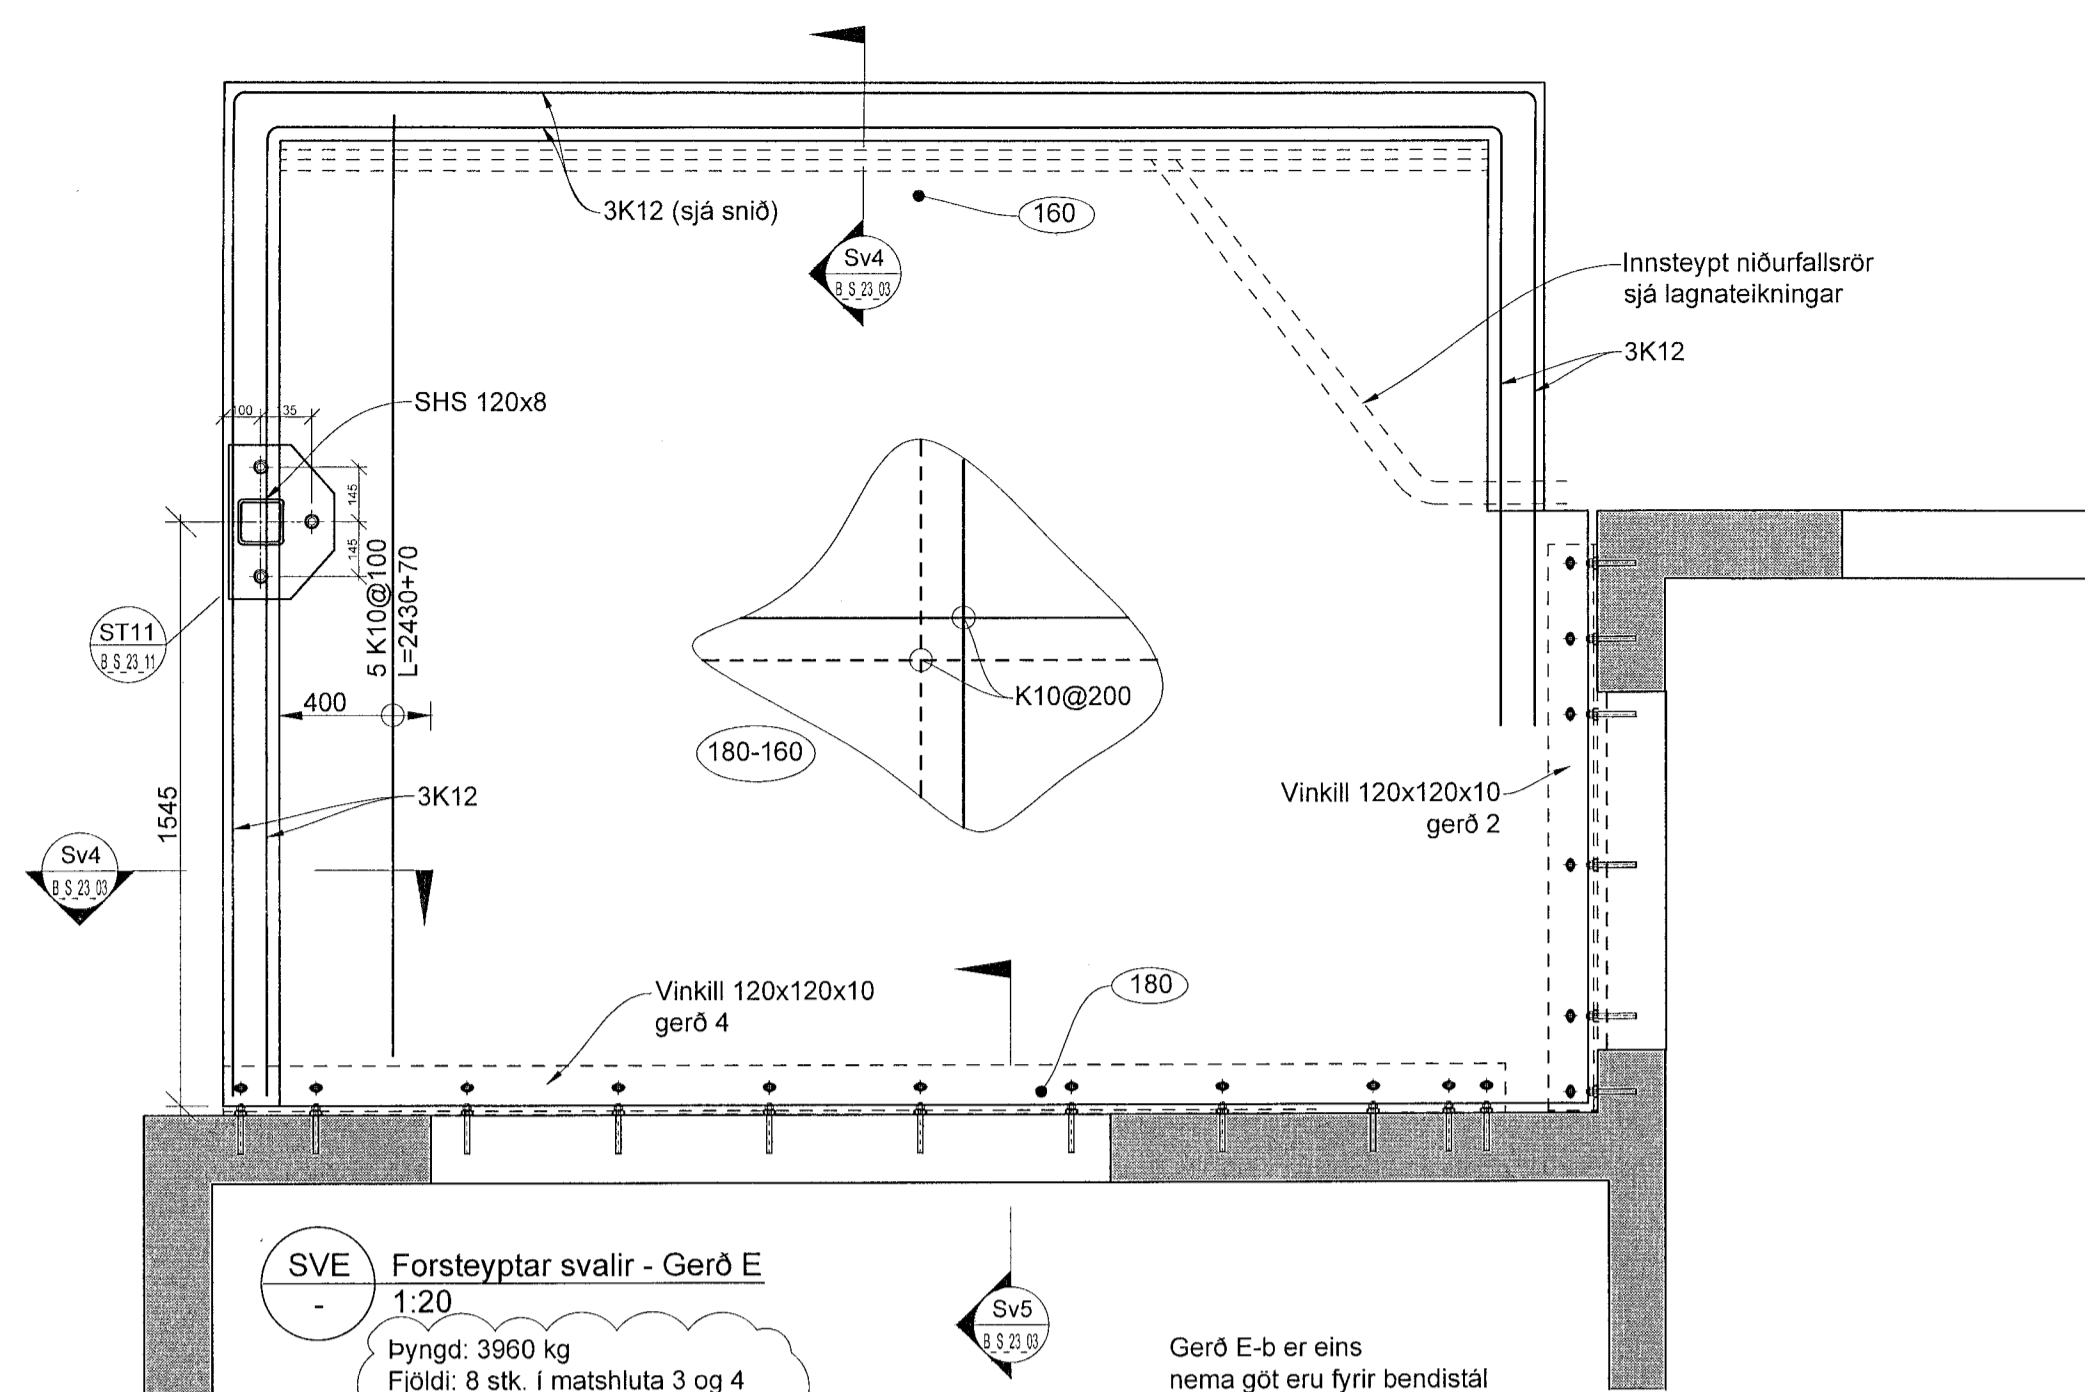 3K12 (sjá snið)
160
Sv4
B_S_23_03
Innsteypt niðurfallsrör
sjá lagnateikningar
3K12
SHS 120x8
100
135
145
145
5 K10@100
L=2430+70
ST11
B_S_23_11
400
K10@200
180-160
Vinkill 120x120x10
gerð 2
3K12
1545
Sv4
B_S_23_03
Vinkill 120x120x10
gerð 4
180
SVE
-
Forsteyptar svalir - Gerð E
1:20
Þyngd: 3960 kg
Fjöldi: 8 stk. í matshluta 3 og 4
Sv5
B_S_23_03
Gerð E-b er eins
nema göt eru fyrir bendistál